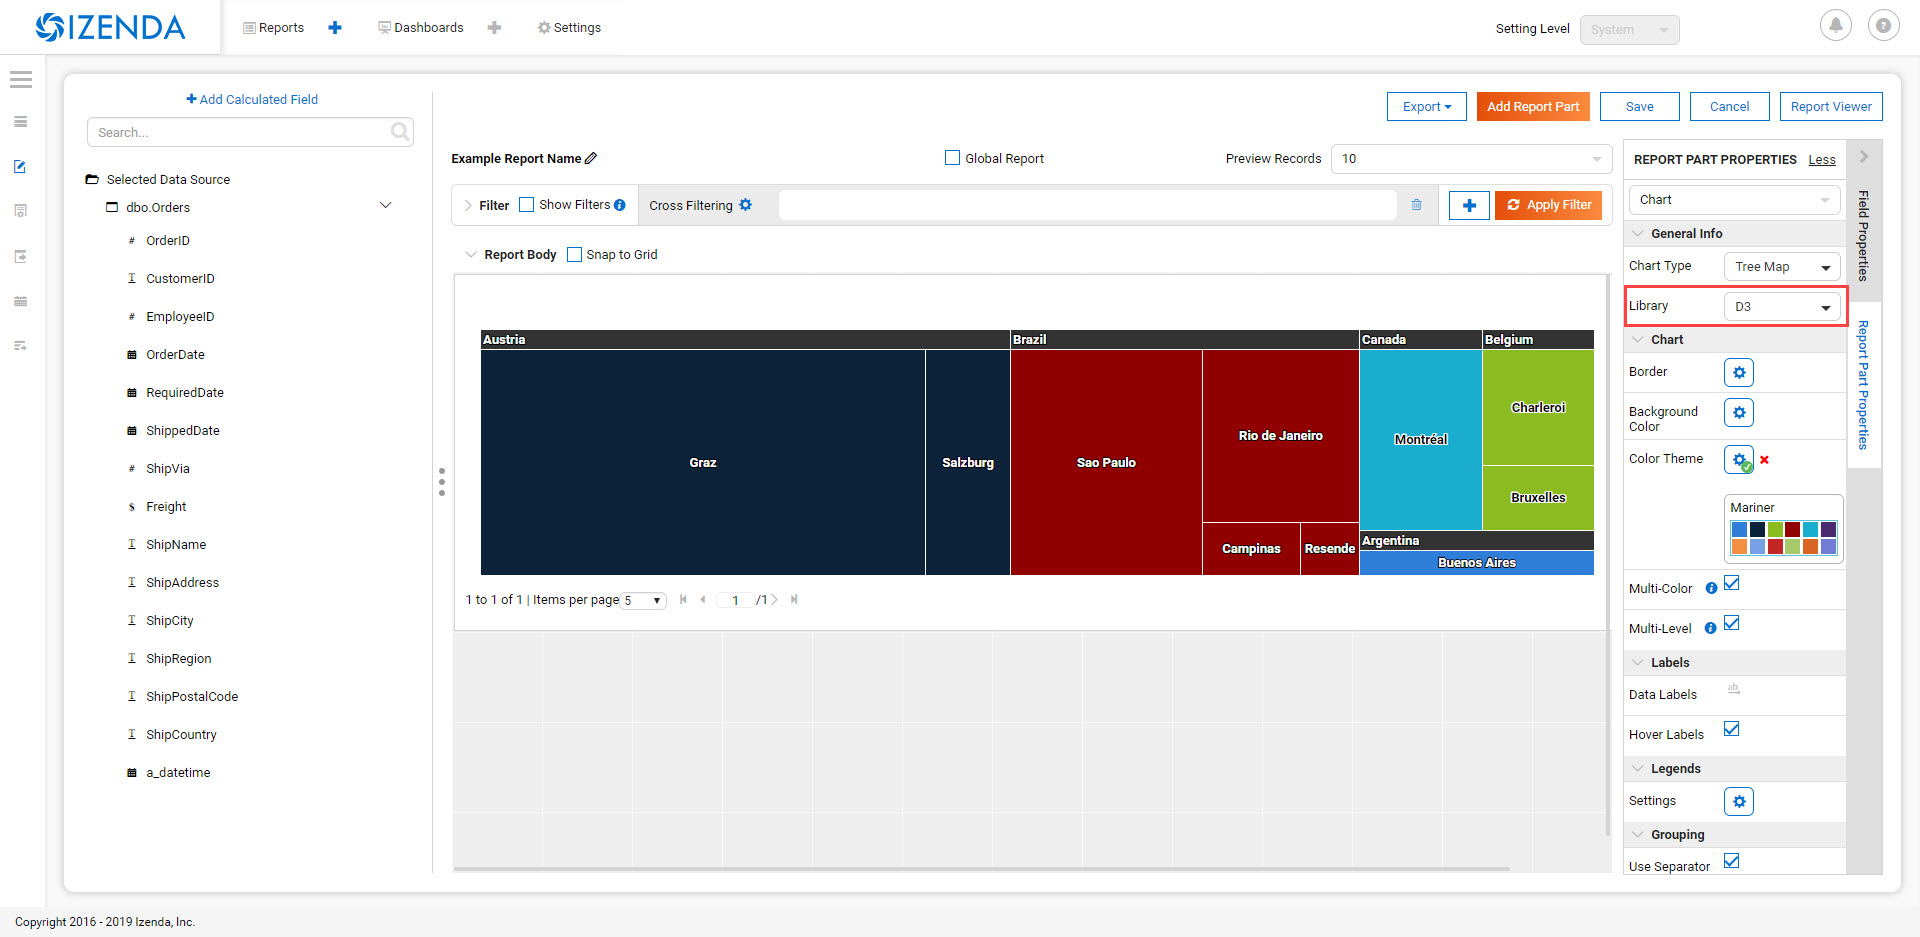 IZENDA
Reports
Dashboards
Settings
Setting Level
System
Add Calculated Field
Search...
Selected Data Source
dbo.Orders
# OrderID
T CustomerID
# EmployeeID
OrderDate
RequiredDate
ShippedDate
# ShipVia
$ Freight
T ShipName
T ShipAddress
T ShipCity
T ShipRegion
T ShipPostalCode
T ShipCountry
a_datetime
Export
Add Report Part
Save
Cancel
Report Viewer
Example Report Name
Global Report
Preview Records
10
Filter
Show Filters
Cross Filtering
Apply Filter
Report Body
Snap to Grid
Austria
Brazil
Canada
Belgium
Graz
Salzburg
Sao Paulo
Rio de Janeiro
Campinas
Resende
Montréal
Charleroi
Bruxelles
Argentina
Buenos Aires
1 to 1 of 1 | Items per page 5
1 /1
REPORT PART PROPERTIES Less
Chart
General Info
Chart Type
Tree Map
Library
D3
Chart
Border
Background
Color
Color Theme
Mariner
Multi-Color
Multi-Level
Labels
Data Labels
ab
Hover Labels
Legends
Settings
Grouping
Use Separator
Field Properties
Report Part Properties
Copyright 2016 - 2019 Izenda, Inc.